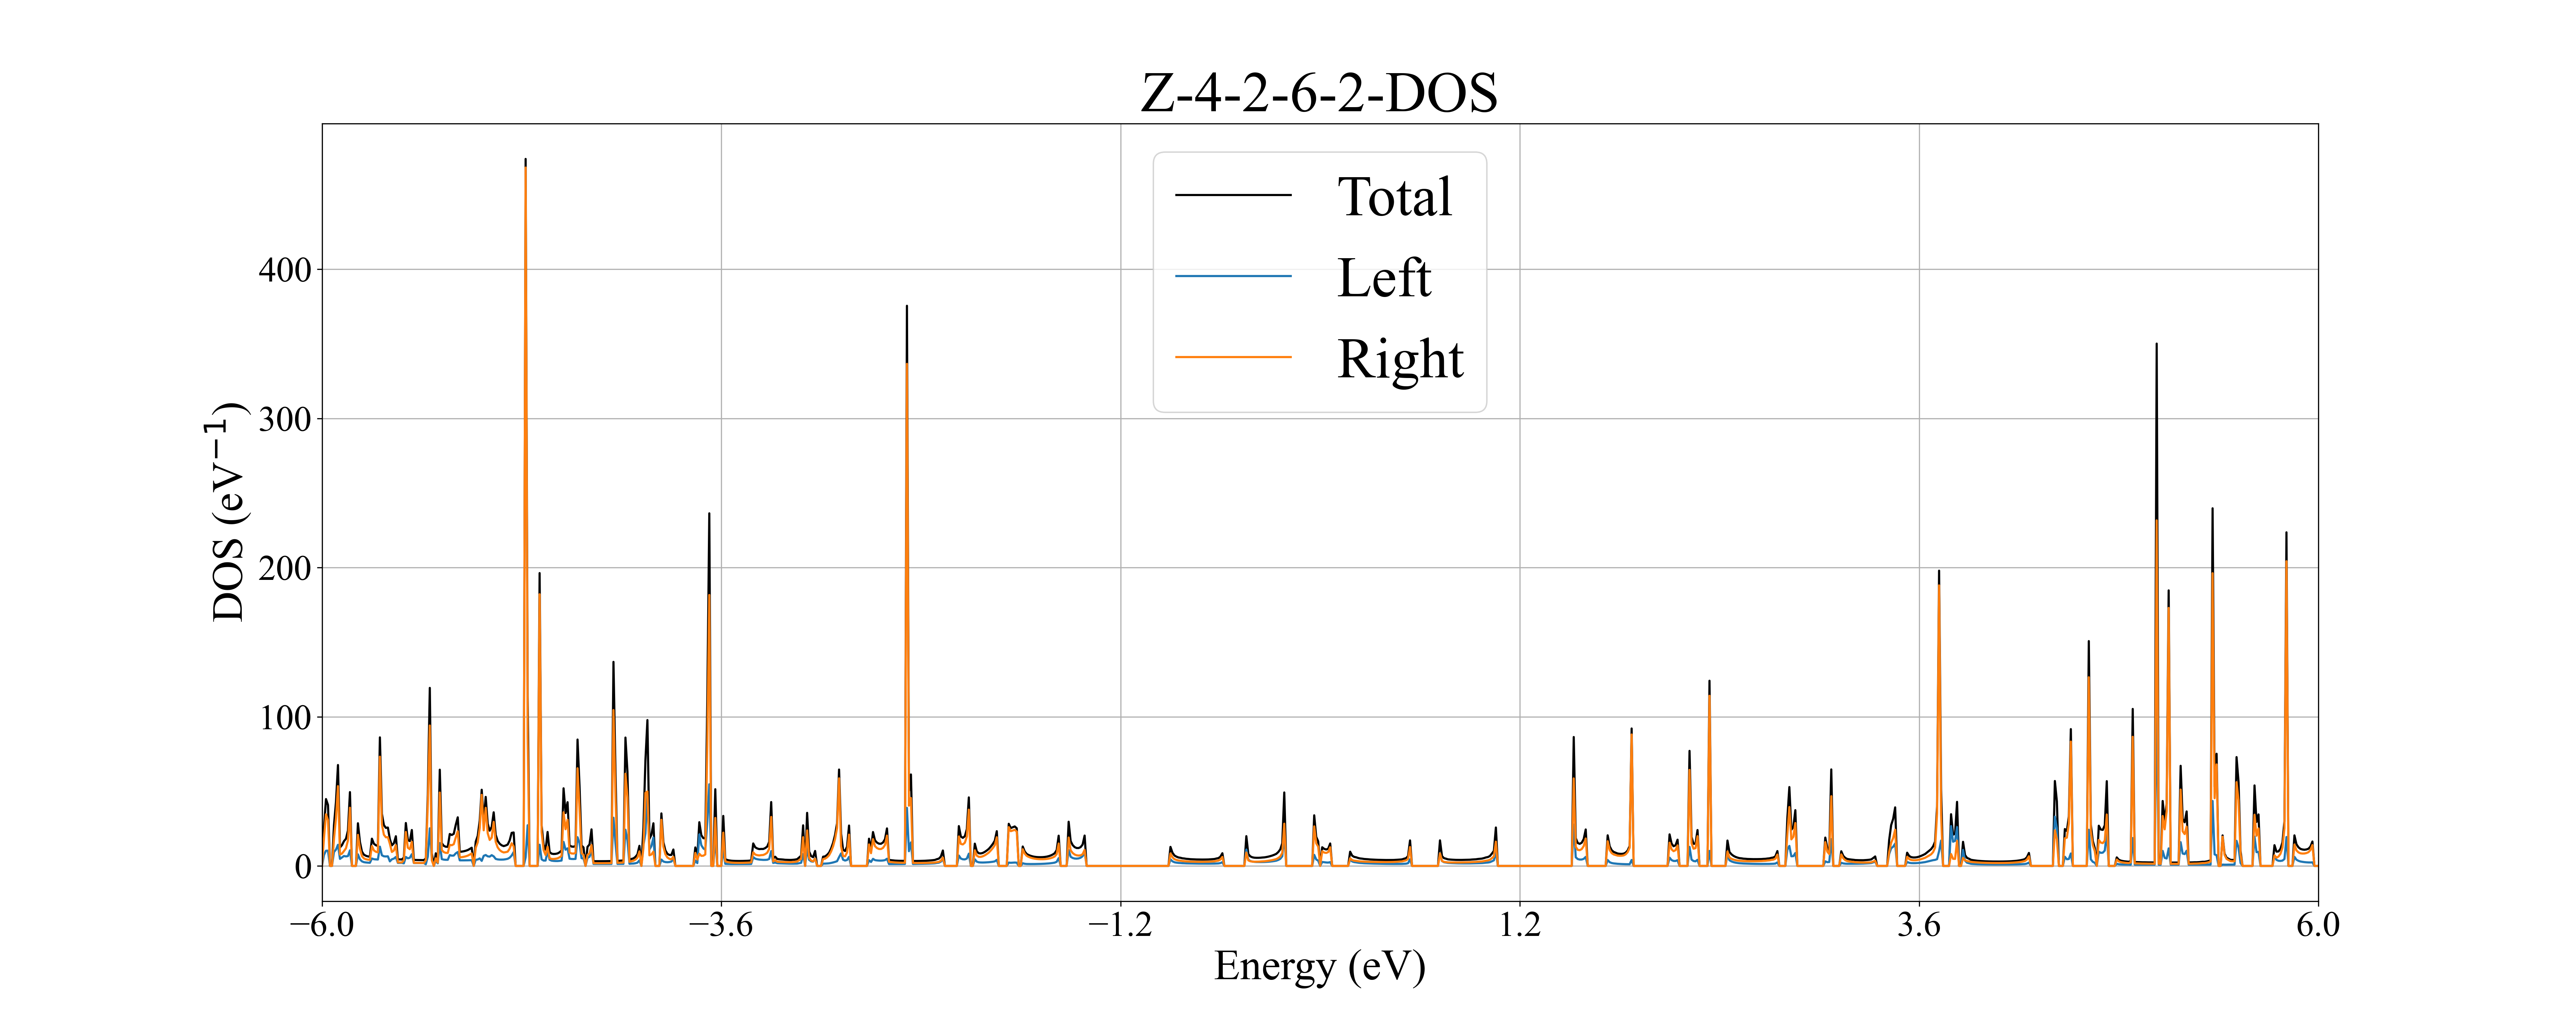 Z-4-2-6-2-DOS
Total
Left
Right
DOS (eV⁻¹)
400
300
200
100
0
−6.0 −3.6 −1.2 1.2 3.6 6.0
Energy (eV)